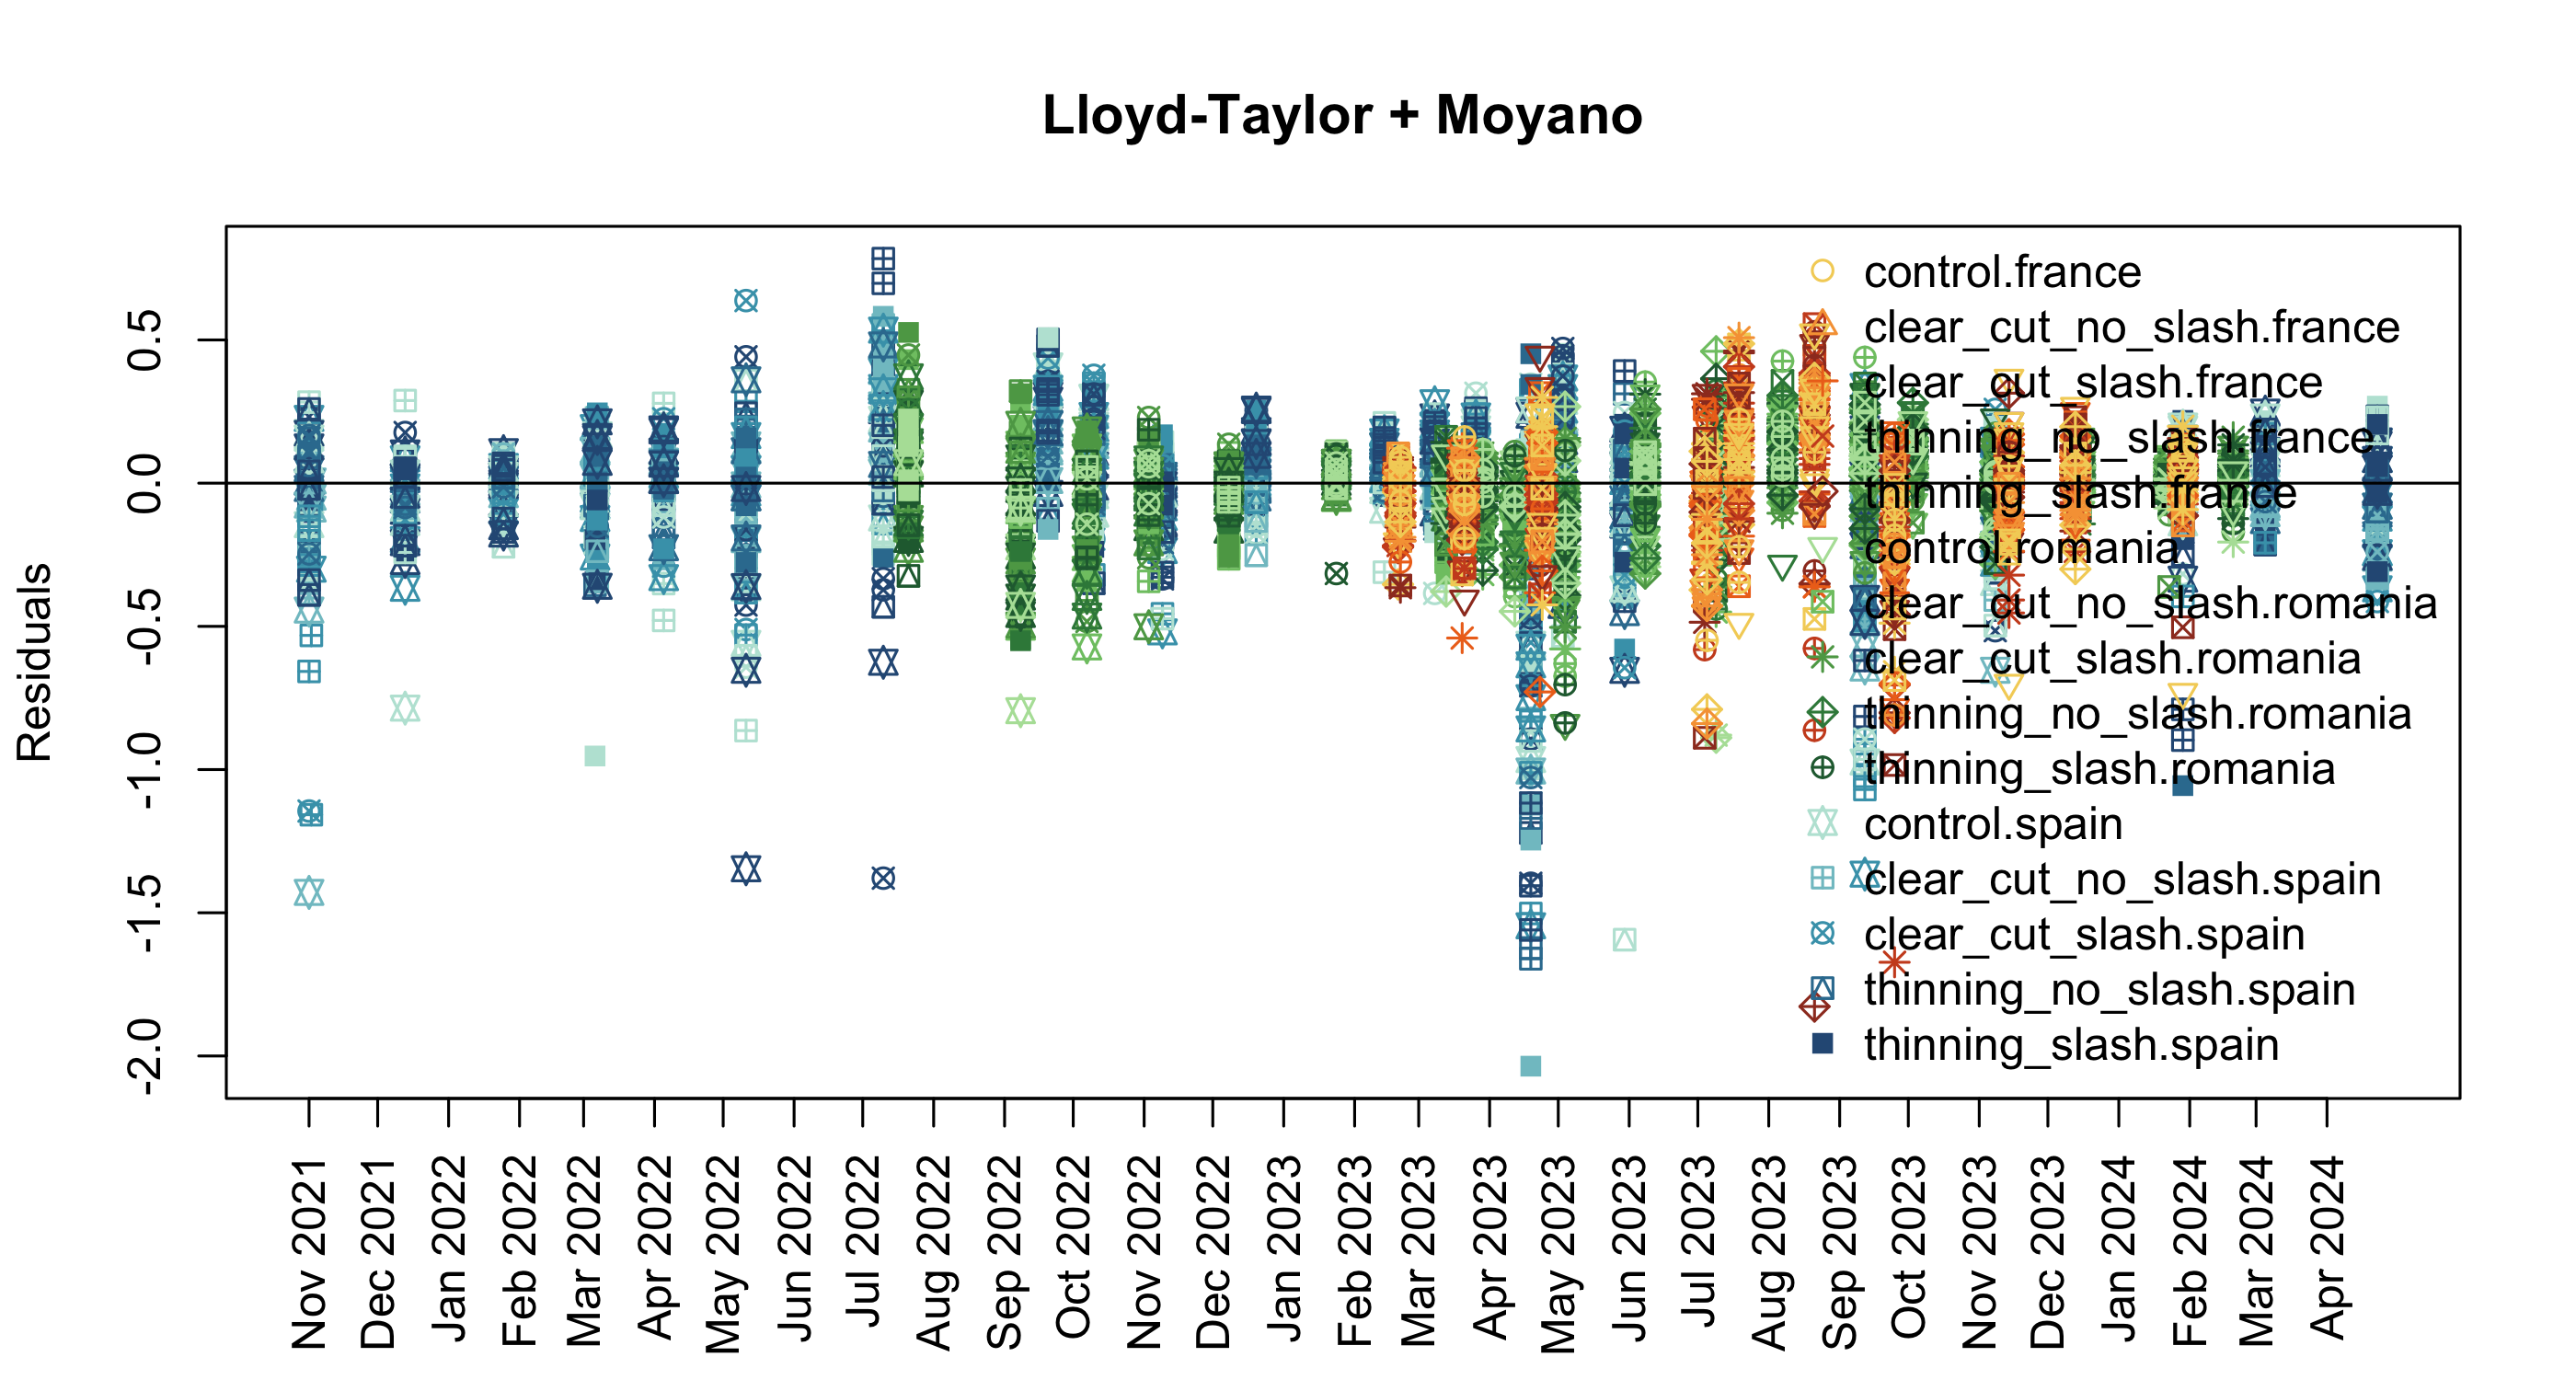 Lloyd-Taylor + Moyano
Residuals
0.5
0.0
-0.5
-1.0
-1.5
-2.0
control.france
clear_cut_no_slash.france
clear_cut_slash.france
thinning_no_slash.france
thinning_slash.france
control.romania
clear_cut_no_slash.romania
clear_cut_slash.romania
thinning_no_slash.romania
thinning_slash.romania
control.spain
clear_cut_no_slash.spain
clear_cut_slash.spain
thinning_no_slash.spain
thinning_slash.spain
Nov 2021
Dec 2021
Jan 2022
Feb 2022
Mar 2022
Apr 2022
May 2022
Jun 2022
Jul 2022
Aug 2022
Sep 2022
Oct 2022
Nov 2022
Dec 2022
Jan 2023
Feb 2023
Mar 2023
Apr 2023
May 2023
Jun 2023
Jul 2023
Aug 2023
Sep 2023
Oct 2023
Nov 2023
Dec 2023
Jan 2024
Feb 2024
Mar 2024
Apr 2024